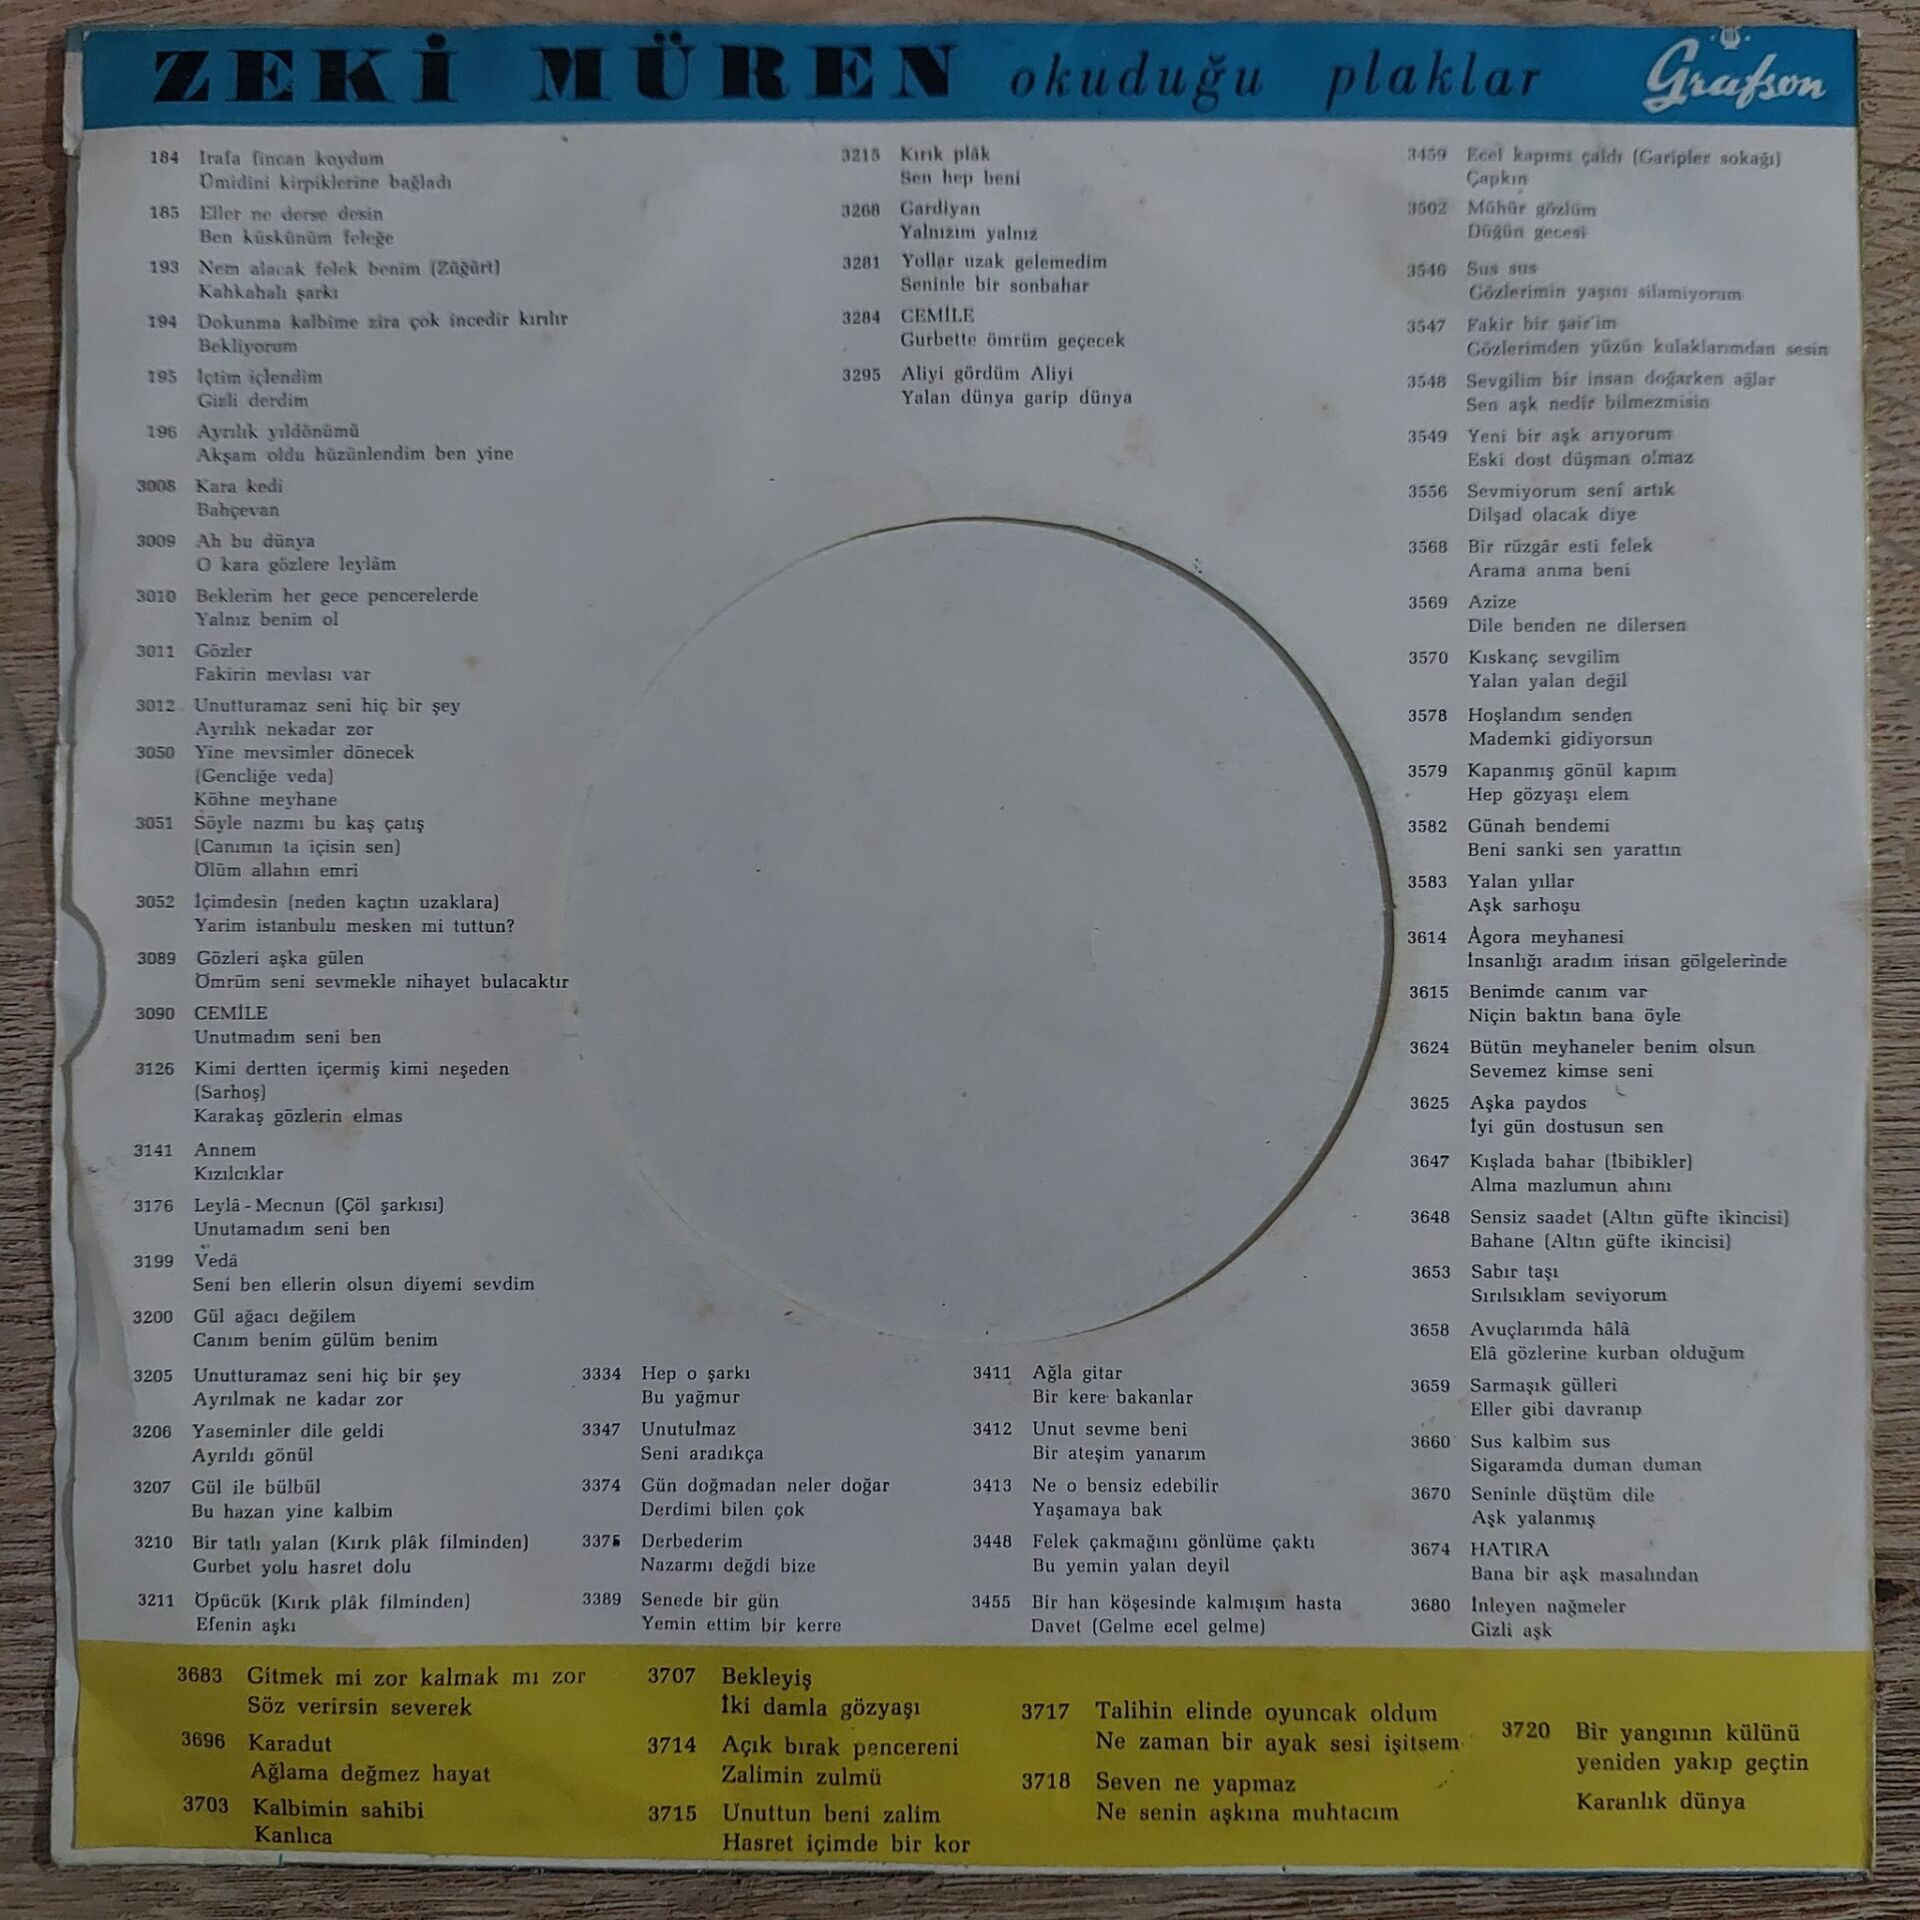 ZEKİ MÜREN okuduğu plaklar Grafson
184 Irafa fincan koydum
Ümidini kirpiklerine bağladı
185 Eller ne derse desin
Ben küskünüm feleğe
193 Nem alacak felek benim (Züğürt)
Kahkahalı şarkı
194 Dokunma kalbime zira çok incedir kırılır
Bekliyorum
195 İçtim içlendim
Gizli derdim
196 Ayrılık yıldönümü
Akşam oldu hüzünlendim ben yine
3008 Kara kedi
Bahçevan
3009 Ah bu dünya
O kara gözlere leylâm
3010 Beklerim her gece pencerelerde
Yalnız benim ol
3011 Gözler
Fakirin mevlası var
3012 Unutturamaz seni hiç bir şey
Ayrılık nekadar zor
3050 Yine mevsimler dönecek
(Gencliğe veda)
Köhne meyhane
3051 Söyle nazmı bu kaş çatış
(Canımın ta içisin sen)
Ölüm allahın emri
3052 İçimdesin (neden kaçtın uzaklara)
Yarim istanbulu mesken mi tuttun?
3089 Gözleri aşka gülen
Ömrüm seni sevmekle nihayet bulacaktır
3090 CEMİLE
Unutmadım seni ben
3126 Kimi dertten içermiş kimi neşeden
(Sarhoş)
Karakaş gözlerin elmas
3141 Annem
Kızılcıklar
3176 Leylâ - Mecnun (Çöl şarkısı)
Unutamadım seni ben
3199 Vedâ
Seni ben ellerin olsun diyemi sevdim
3200 Gül ağacı değilem
Canım benim gülüm benim
3205 Unutturamaz seni hiç bir şey
Ayrılmak ne kadar zor
3206 Yaseminler dile geldi
Ayrıldı gönül
3207 Gül ile bülbül
Bu hazan yine kalbim
3210 Bir tatlı yalan (Kırık plâk filminden)
Gurbet yolu hasret dolu
3211 Öpücük (Kırık plâk filminden)
Efenin aşkı
3215 Kırık plâk
Sen hep beni
3268 Gardiyan
Yalnızım yalnız
3281 Yollar uzak gelemedim
Seninle bir sonbahar
3284 CEMİLE
Gurbette ömrüm geçecek
3295 Aliyi gördüm Aliyi
Yalan dünya garip dünya
3334 Hep o şarkı
Bu yağmur
3347 Unutulmaz
Seni aradıkça
3374 Gün doğmadan neler doğar
Derdimi bilen çok
3375 Derbederim
Nazarmı değdi bize
3389 Senede bir gün
Yemin ettim bir kerre
3411 Ağla gitar
Bir kere bakanlar
3412 Unut sevme beni
Bir ateşim yanarım
3413 Ne o bensiz edebilir
Yaşamaya bak
3448 Felek çakmağını gönlüme çaktı
Bu yemin yalan deyil
3455 Bir han köşesinde kalmışım hasta
Davet (Gelme ecel gelme)
3459 Ecel kapımı çaldı (Garipler sokağı)
Çapkın
3502 Mühür gözlüm
Düğün gecesi
3546 Sus sus
Gözlerimin yaşını silamiyorum
3547 Fakir bir şair'im
Gözlerimden yüzün kulaklarımdan sesin
3548 Sevgilim bir insan doğarken ağlar
Sen aşk nedir bilmezmisin
3549 Yeni bir aşk arıyorum
Eski dost düşman olmaz
3556 Sevmiyorum seni artık
Dilşad olacak diye
3568 Bir rüzgâr esti felek
Arama anma beni
3569 Azize
Dile benden ne dilersen
3570 Kıskanç sevgilim
Yalan yalan değil
3578 Hoşlandım senden
Mademki gidiyorsun
3579 Kapanmış gönül kapım
Hep gözyaşı elem
3582 Günah bendemi
Beni sanki sen yarattın
3583 Yalan yıllar
Aşk sarhoşu
3614 Agora meyhanesi
İnsanlığı aradım insan gölgelerinde
3615 Benimde canım var
Niçin baktın bana öyle
3624 Bütün meyhaneler benim olsun
Sevemez kimse seni
3625 Aşka paydos
İyi gün dostusun sen
3647 Kışlada bahar (İbibikler)
Alma mazlumun ahını
3648 Sensiz saadet (Altın güfte ikincisi)
Bahane (Altın güfte ikincisi)
3653 Sabır taşı
Sırılsıklam seviyorum
3658 Avuçlarımda hâlâ
Elâ gözlerine kurban olduğum
3659 Sarmaşık gülleri
Eller gibi davranıp
3660 Sus kalbim sus
Sigaramda duman duman
3670 Seninle düştüm dile
Aşk yalanmış
3674 HATIRA
Bana bir aşk masalından
3680 İnleyen nağmeler
Gizli aşk
3683 Gitmek mi zor kalmak mı zor
Söz verirsin severek
3696 Karadut
Ağlama değmez hayat
3703 Kalbimin sahibi
Kanlıca
3707 Bekleyiş
İki damla gözyaşı
3714 Açık bırak pencereni
Zalimin zulmü
3715 Unuttun beni zalim
Hasret içimde bir kor
3717 Talihin elinde oyuncak oldum
Ne zaman bir ayak sesi işitsem
3718 Seven ne yapmaz
Ne senin aşkına muhtacım
3720 Bir yangının külünü
yeniden yakıp geçtin
Karanlık dünya